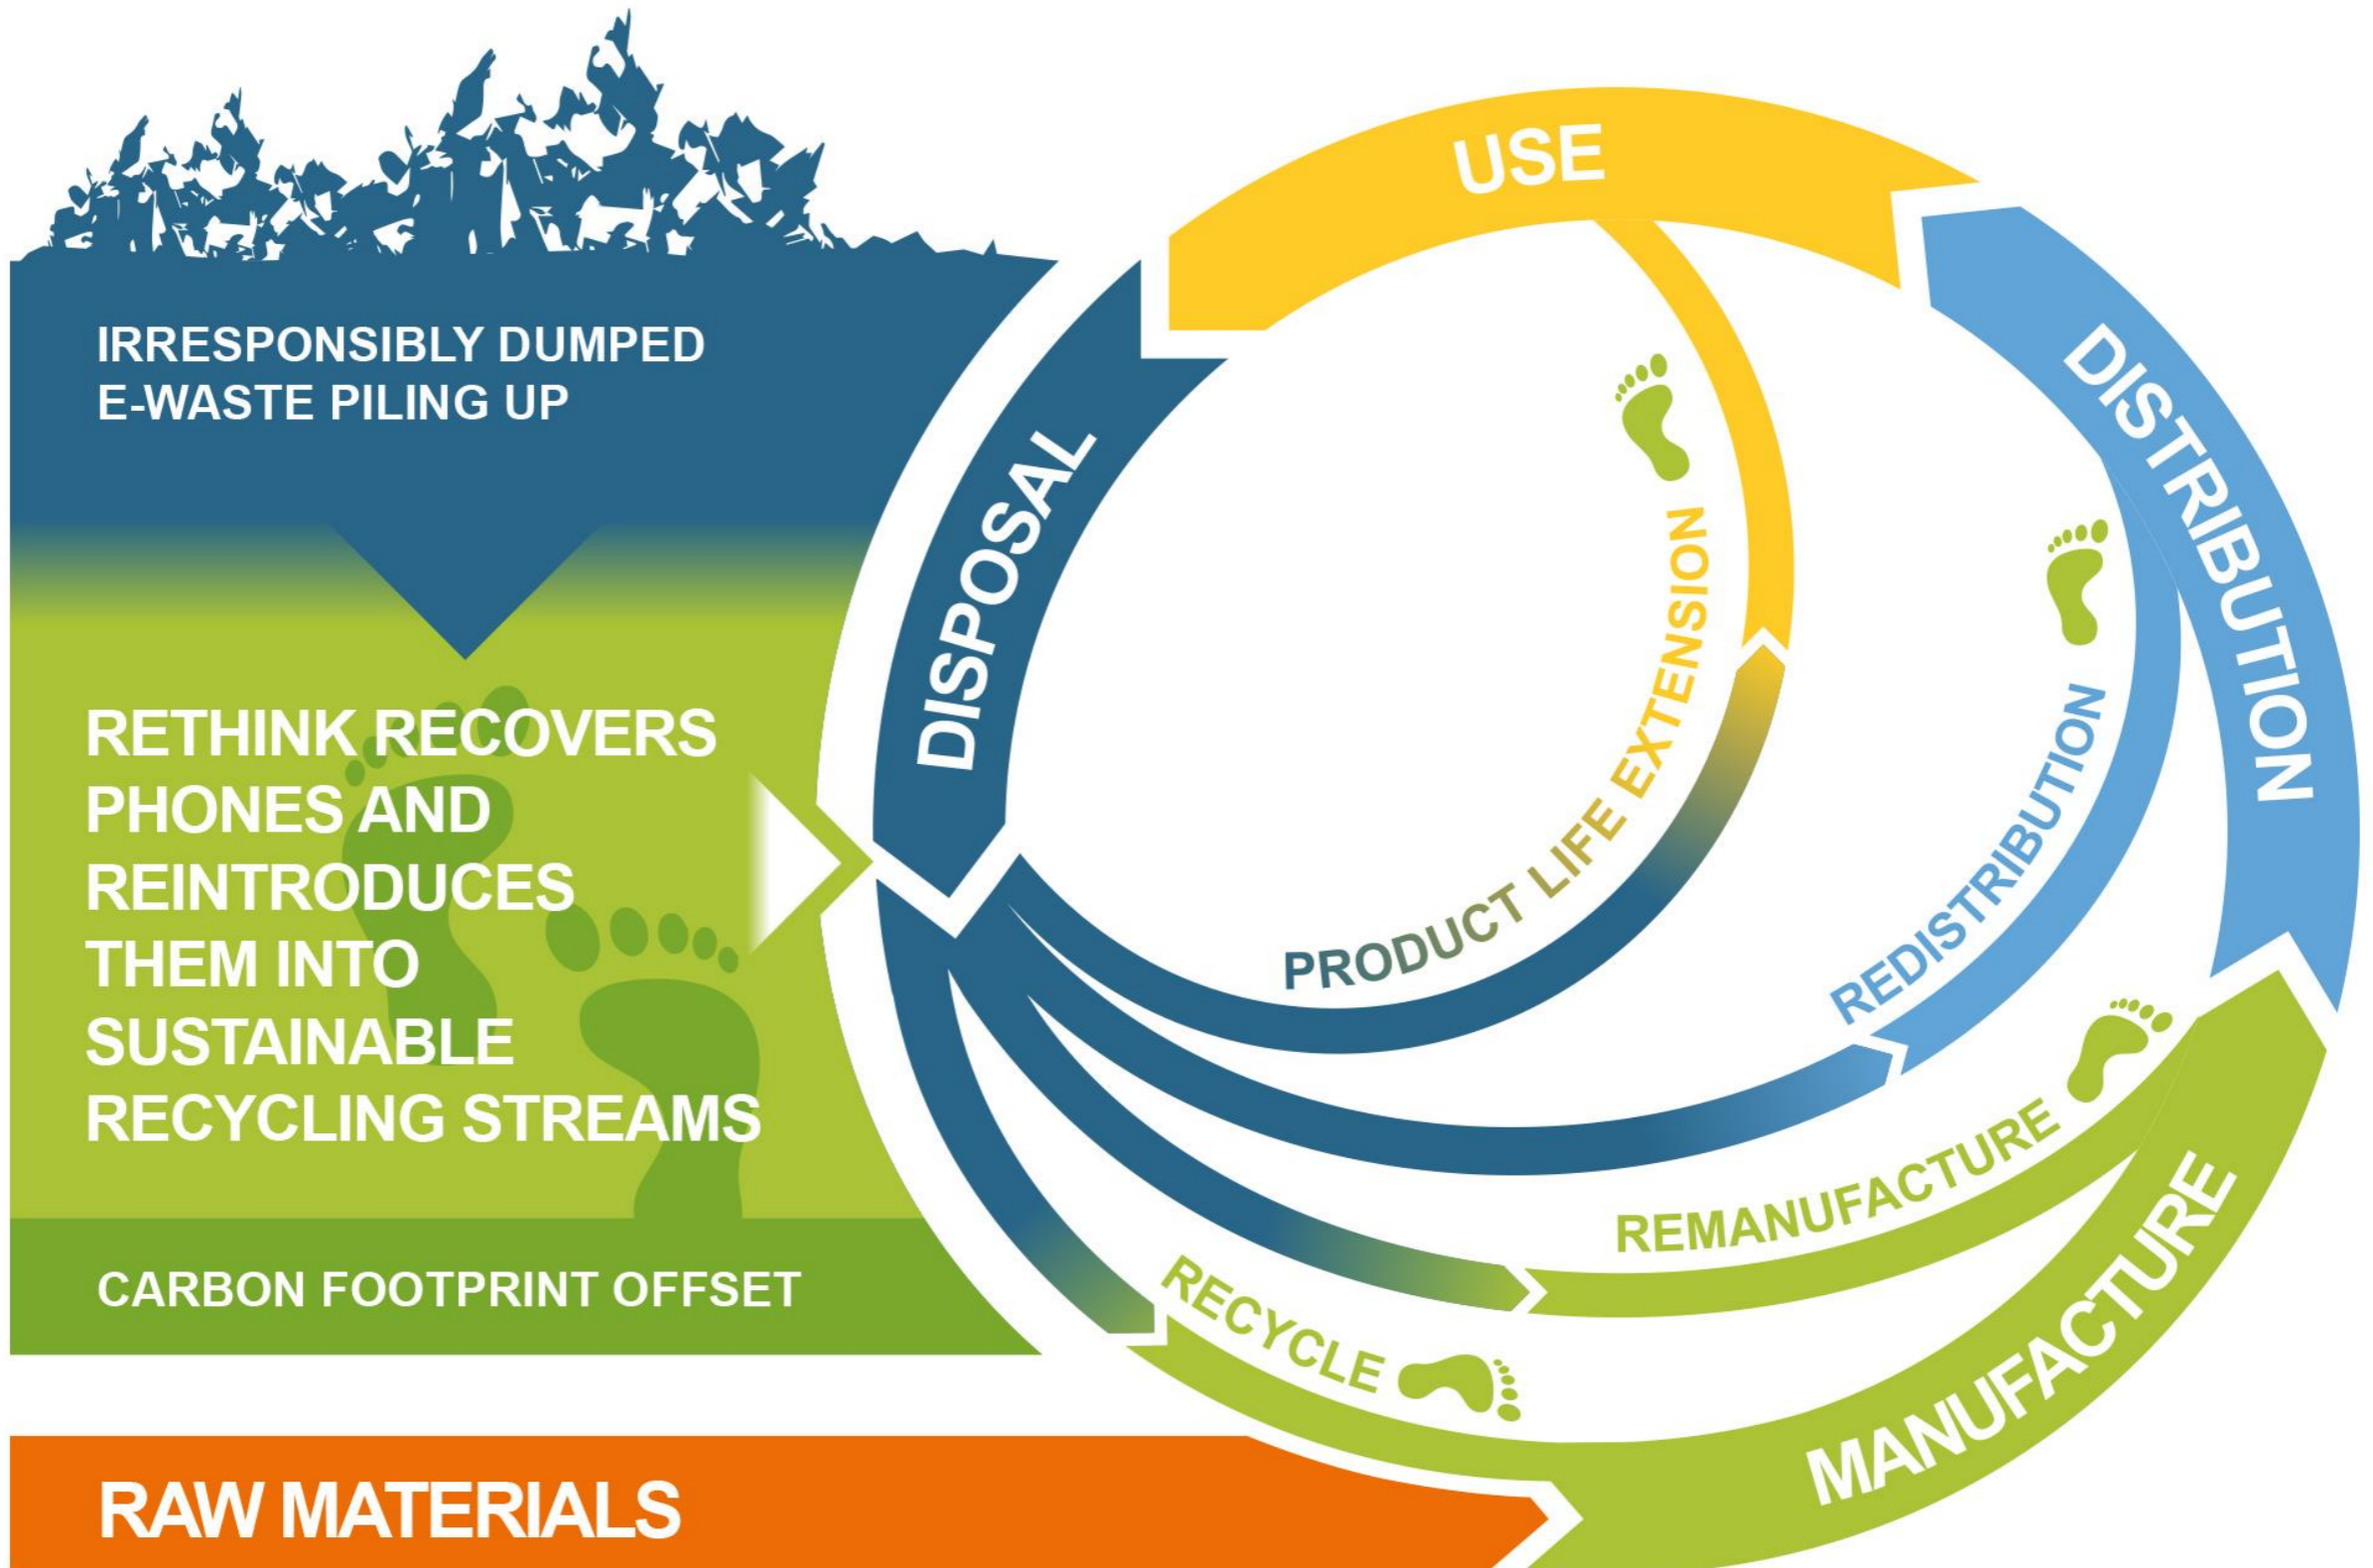 IRRESPONSIBLY DUMPED
E-WASTE PILING UP
RETHINK RECOVERS
PHONES AND
REINTRODUCES
THEM INTO
SUSTAINABLE
RECYCLING STREAMS
CARBON FOOTPRINT OFFSET
RAW MATERIALS
USE
DISTRIBUTION
DISPOSAL
PRODUCT LIFE EXTENSION
REDISTRIBUTION
REMANUFACTURE
RECYCLE
MANUFACTURE